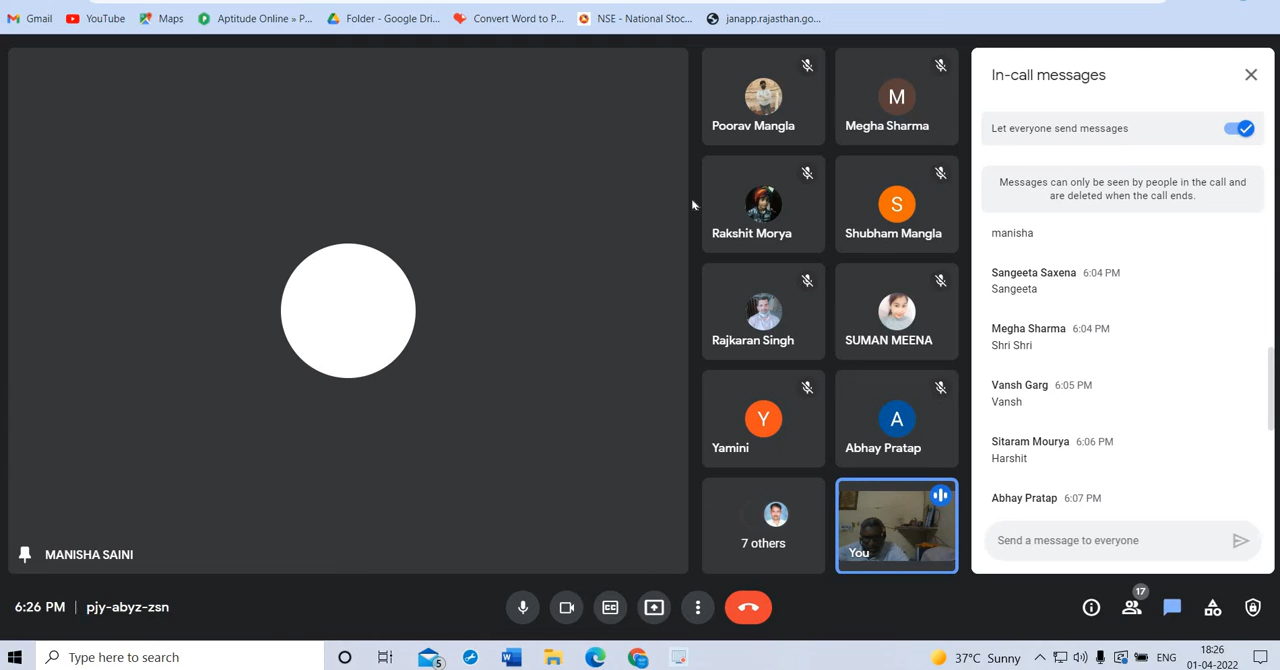 Gmail
YouTube
Maps
Aptitude Online » P...
Folder - Google Dri...
Convert Word to P...
NSE - National Stoc...
janapp.rajasthan.go...
Poorav Mangla
M
Megha Sharma
Rakshit Morya
S
Shubham Mangla
Rajkaran Singh
SUMAN MEENA
Y
Yamini
A
Abhay Pratap
7 others
You
MANISHA SAINI
In-call messages
Let everyone send messages
Messages can only be seen by people in the call and
are deleted when the call ends.
manisha
Sangeeta Saxena 6:04 PM
Sangeeta
Megha Sharma 6:04 PM
Shri Shri
Vansh Garg 6:05 PM
Vansh
Sitaram Mourya 6:06 PM
Harshit
Abhay Pratap 6:07 PM
Send a message to everyone
6:26 PM | pjy-abyz-zsn
17
Type here to search
5
37°C Sunny
ENG
18:26
01-04-2022